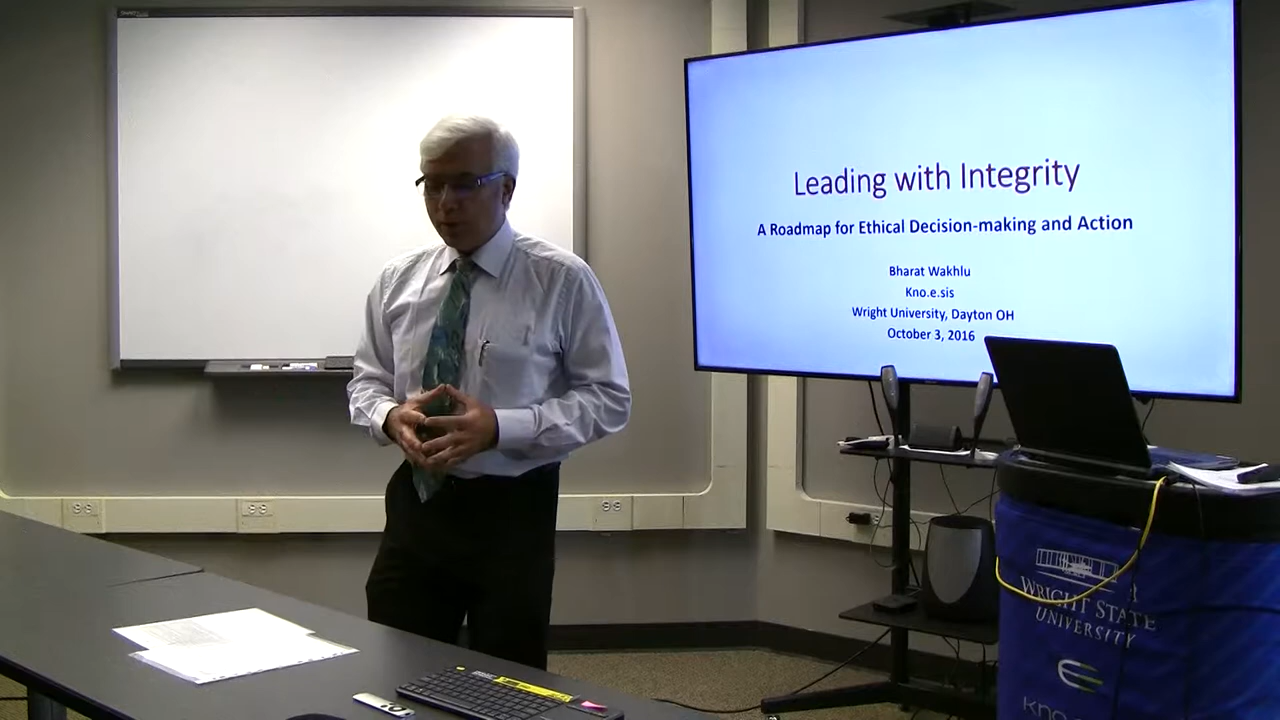 Leading with Integrity
A Roadmap for Ethical Decision-making and Action
Bharat Wakhlu
Kno.e.sis
Wright University, Dayton OH
October 3, 2016
WRIGHT STATE
UNIVERSITY